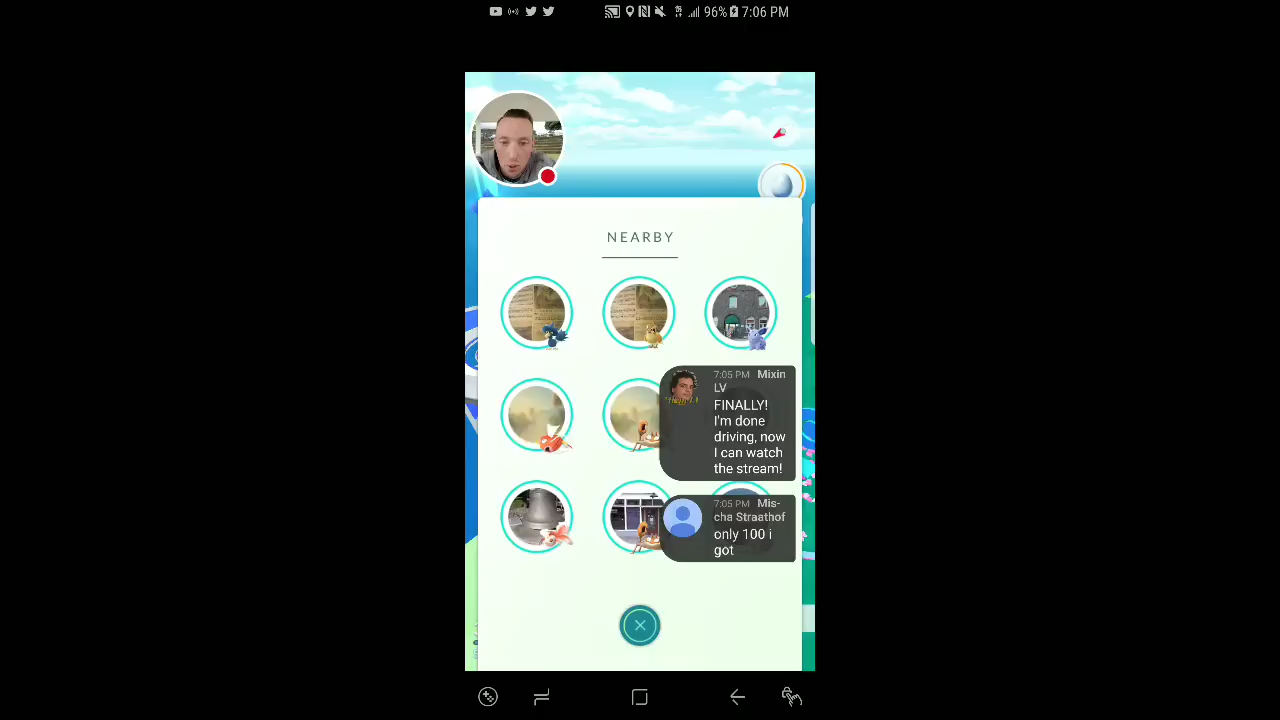 96% 7:06 PM
NEARBY
7:05 PM Mixin
LV
FINALLY!
I'm done
driving, now
I can watch
the stream!
7:05 PM Mis-
cha Straathof
only 100 i
got